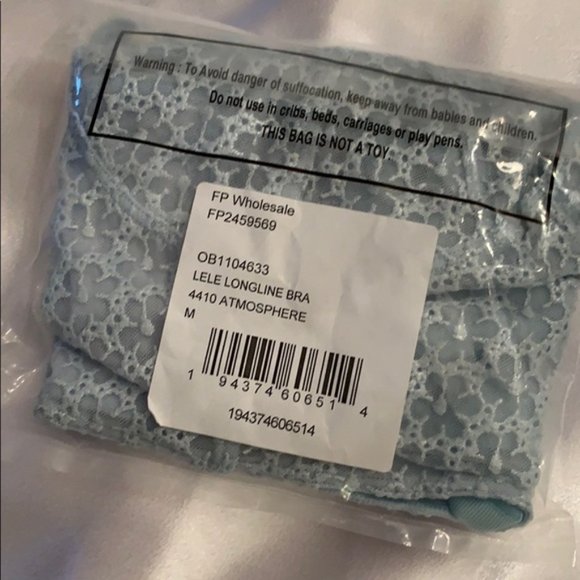 Warning : To Avoid danger of suffocation, keep away from babies and children.
Do not use in cribs, beds, carriages or play pens.
THIS BAG IS NOT A TOY.
FP Wholesale
FP2459569
OB1104633
LELE LONGLINE BRA
4410 ATMOSPHERE
M
1 94374 60651 4
194374606514